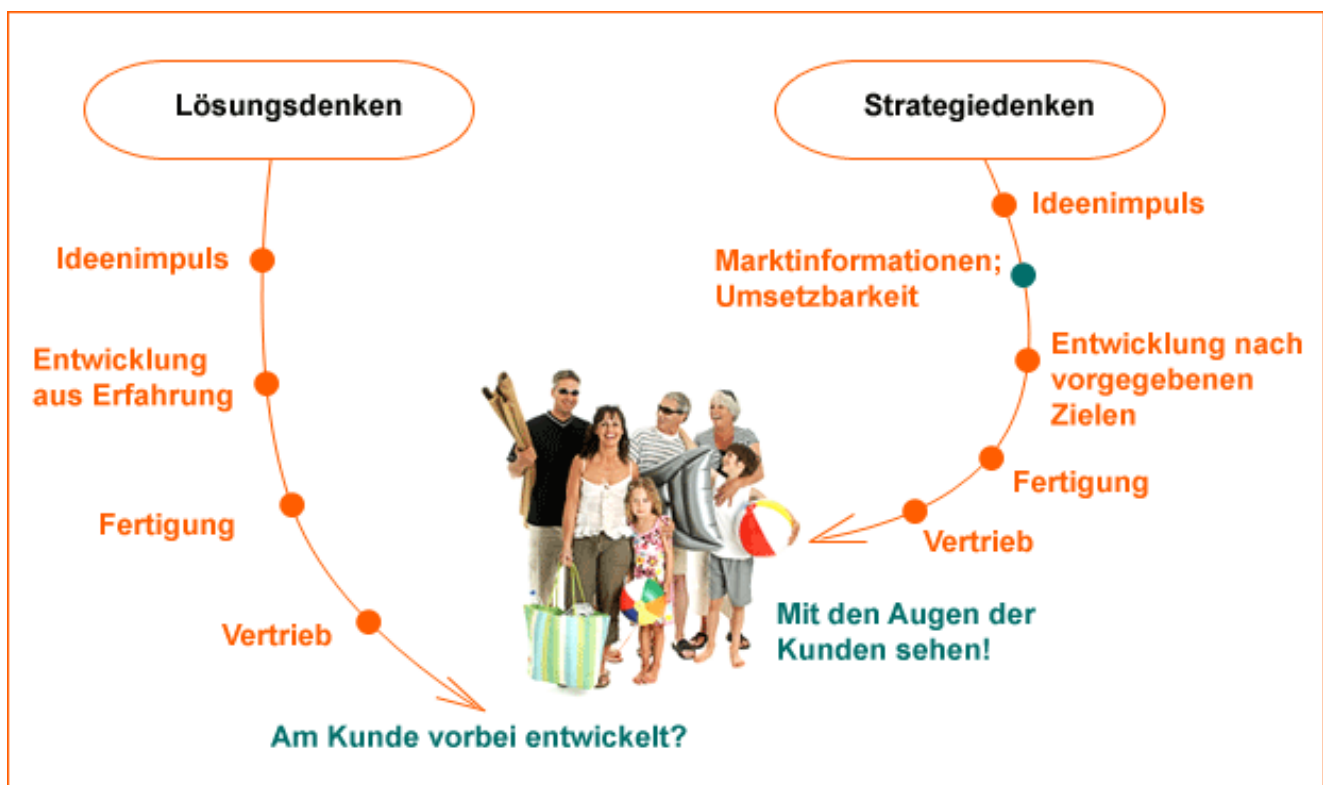 Lösungsdenken
Ideenimpuls
Entwicklung
aus Erfahrung
Fertigung
Vertrieb
Am Kunde vorbei entwickelt?
Strategiedenken
Ideenimpuls
Marktinformationen;
Umsetzbarkeit
Entwicklung nach
vorgegebenen
Zielen
Fertigung
Vertrieb
Mit den Augen der
Kunden sehen!